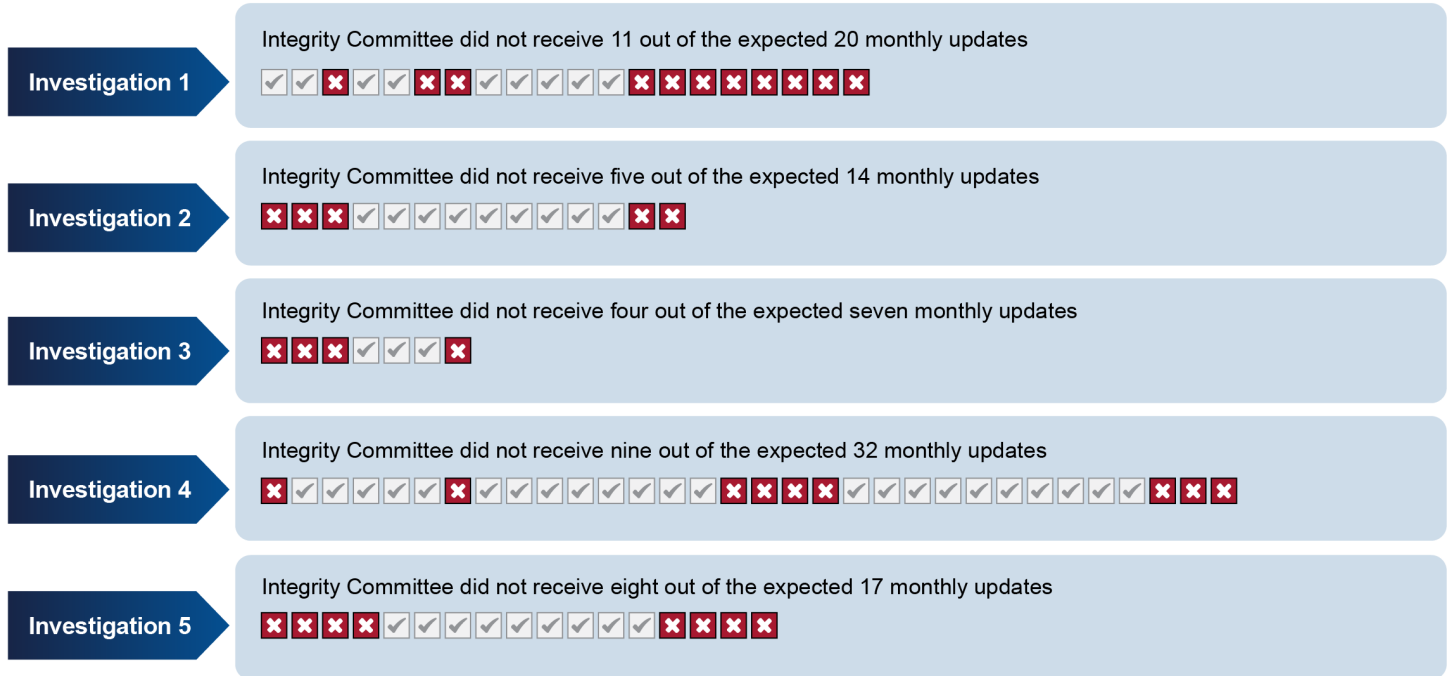 Investigation 1
Integrity Committee did not receive 11 out of the expected 20 monthly updates
Investigation 2
Integrity Committee did not receive five out of the expected 14 monthly updates
Investigation 3
Integrity Committee did not receive four out of the expected seven monthly updates
Investigation 4
Integrity Committee did not receive nine out of the expected 32 monthly updates
Investigation 5
Integrity Committee did not receive eight out of the expected 17 monthly updates